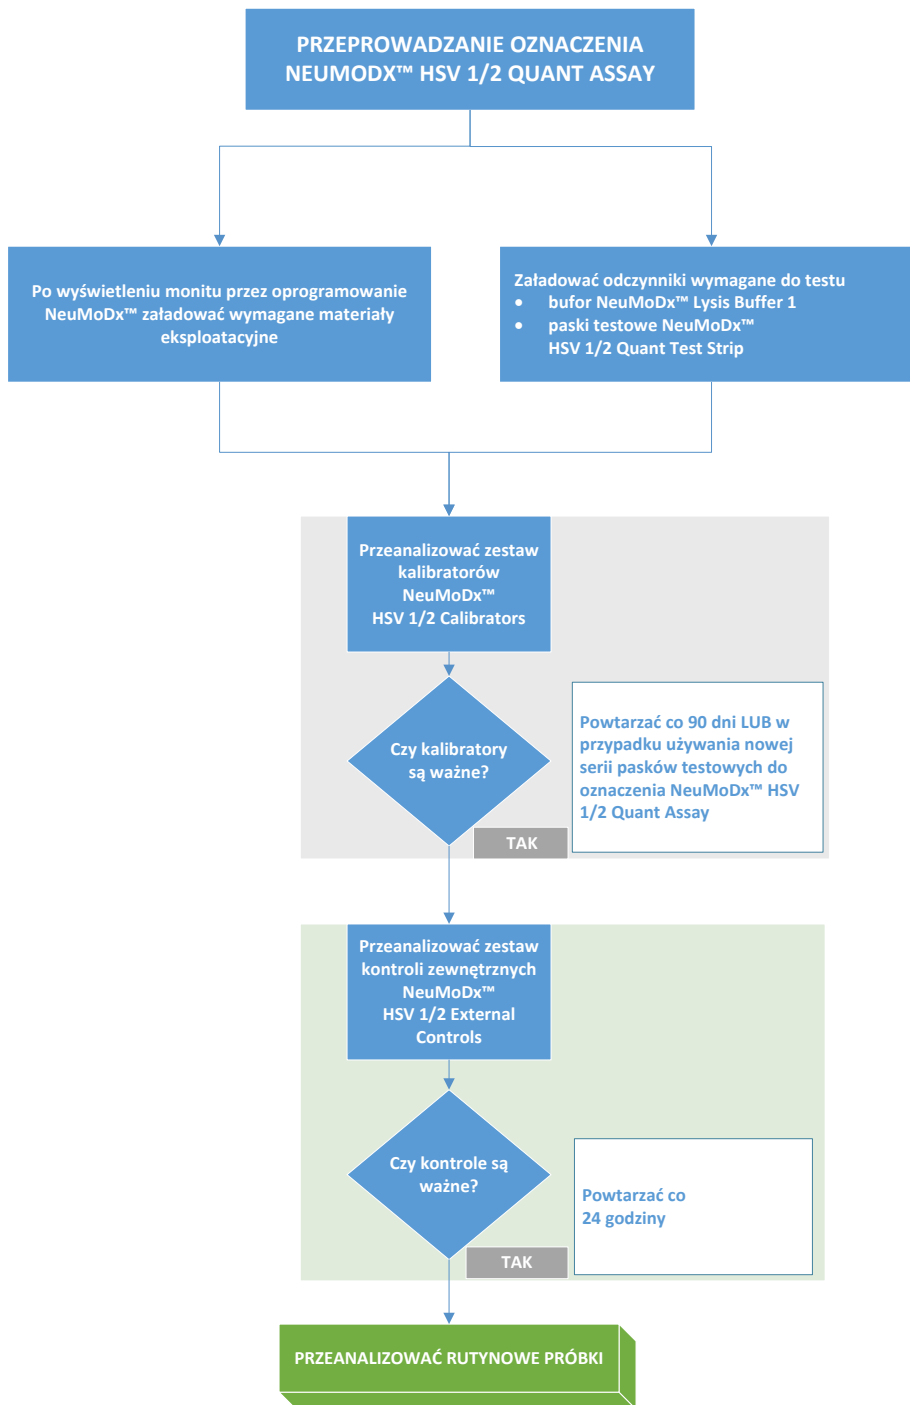 PRZEPROWADZANIE OZNACZENIA
NEUMODX™ HSV 1/2 QUANT ASSAY
Po wyświetleniu monitu przez oprogramowanie
NeuMoDx™ załadować wymagane materiały
eksploatacyjne
Załadować odczynniki wymagane do testu
• bufor NeuMoDx™ Lysis Buffer 1
• paski testowe NeuMoDx™
HSV 1/2 Quant Test Strip
Przeanalizować zestaw
kalibratorów
NeuMoDx™
HSV 1/2 Calibrators
Czy kalibratory
są ważne?
Powtarzać co 90 dni LUB w
przypadku używania nowej
serii pasków testowych do
oznaczenia NeuMoDx™ HSV
1/2 Quant Assay
TAK
Przeanalizować zestaw
kontroli zewnętrznych
NeuMoDx™
HSV 1/2 External
Controls
Czy kontrole są
ważne?
Powtarzać co
24 godziny
TAK
PRZEANALIZOWAĆ RUTYNOWE PRÓBKI